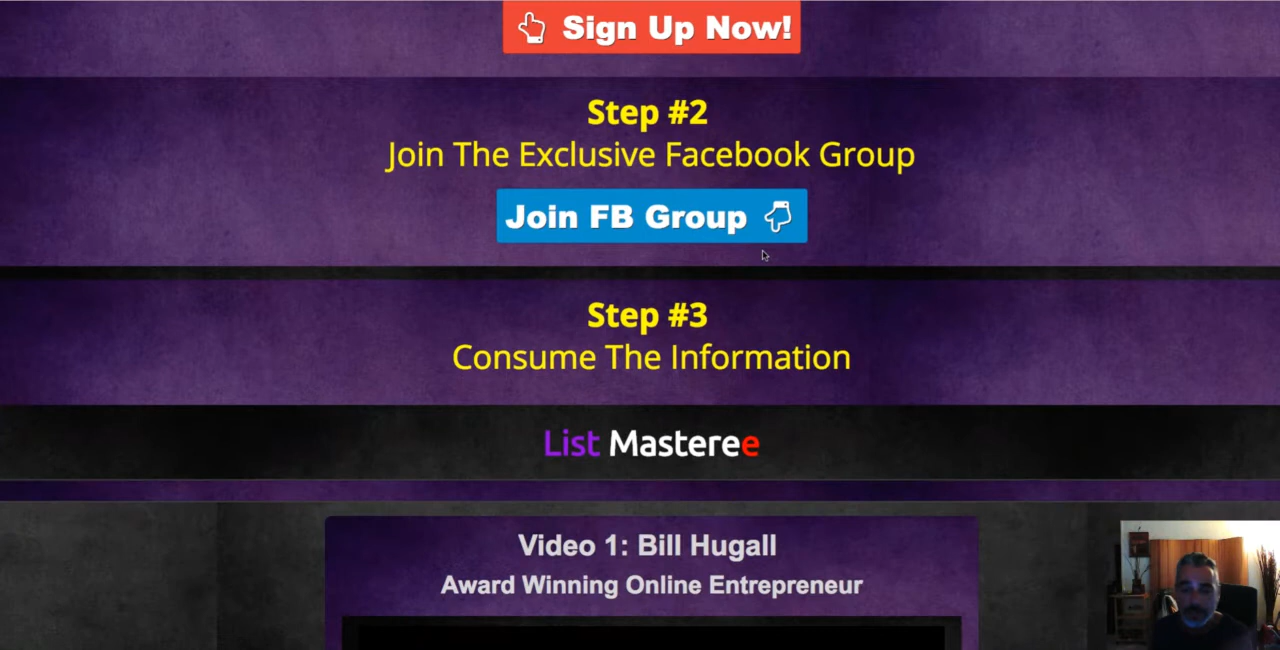 Sign Up Now!
Step #2
Join The Exclusive Facebook Group
Join FB Group
Step #3
Consume The Information
List Masteree
Video 1: Bill Hugall
Award Winning Online Entrepreneur